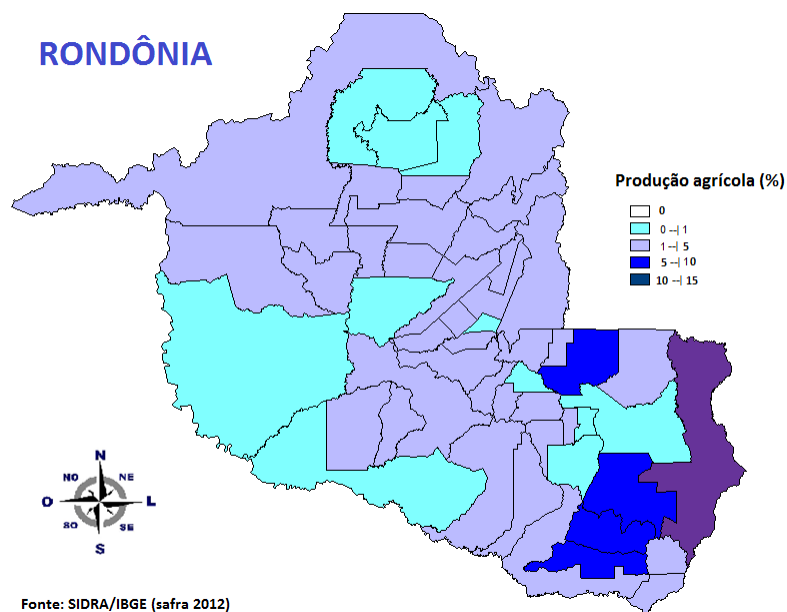 RONDÔNIA
Produção agrícola (%)
0
0 --| 1
1 --| 5
5 --| 10
10 --| 15
N
NO NE
O L
SO SE
S
Fonte: SIDRA/IBGE (safra 2012)